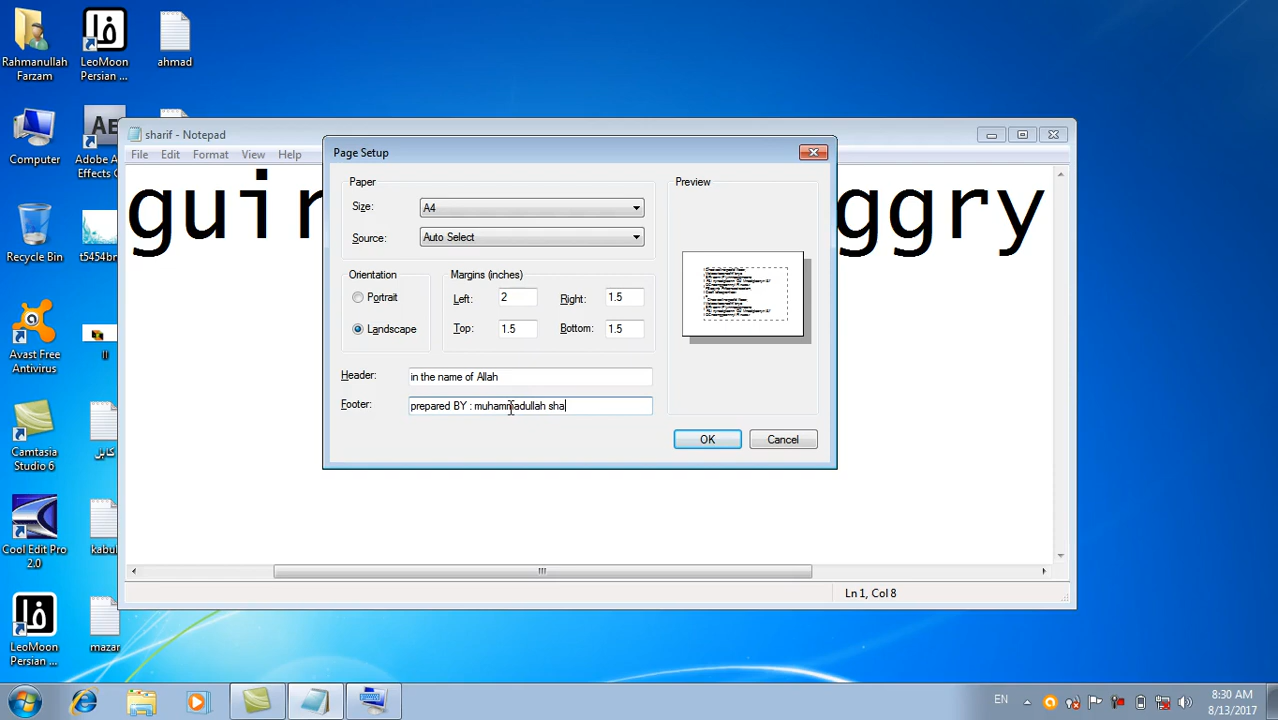 Rahmanullah
Farzam
LeoMoon
Persian ...
ahmad
Computer
Adobe A
Effects C
Recycle Bin
t5454br
Avast Free
Antivirus
Camtasia
Studio 6
کابل
Cool Edit Pro
2.0
kabul
LeoMoon
Persian ...
mazar
sharif - Notepad
File Edit Format View Help
guir
ggry
Page Setup
Paper
Size: A4
Source: Auto Select
Orientation
Portrait
Landscape
Margins (inches)
Left: 2 Right: 1.5
Top: 1.5 Bottom: 1.5
Header: in the name of Allah
Footer: prepared BY : muhammadullah sha
Preview
OK Cancel
Ln 1, Col 8
EN
8:30 AM
8/13/2017